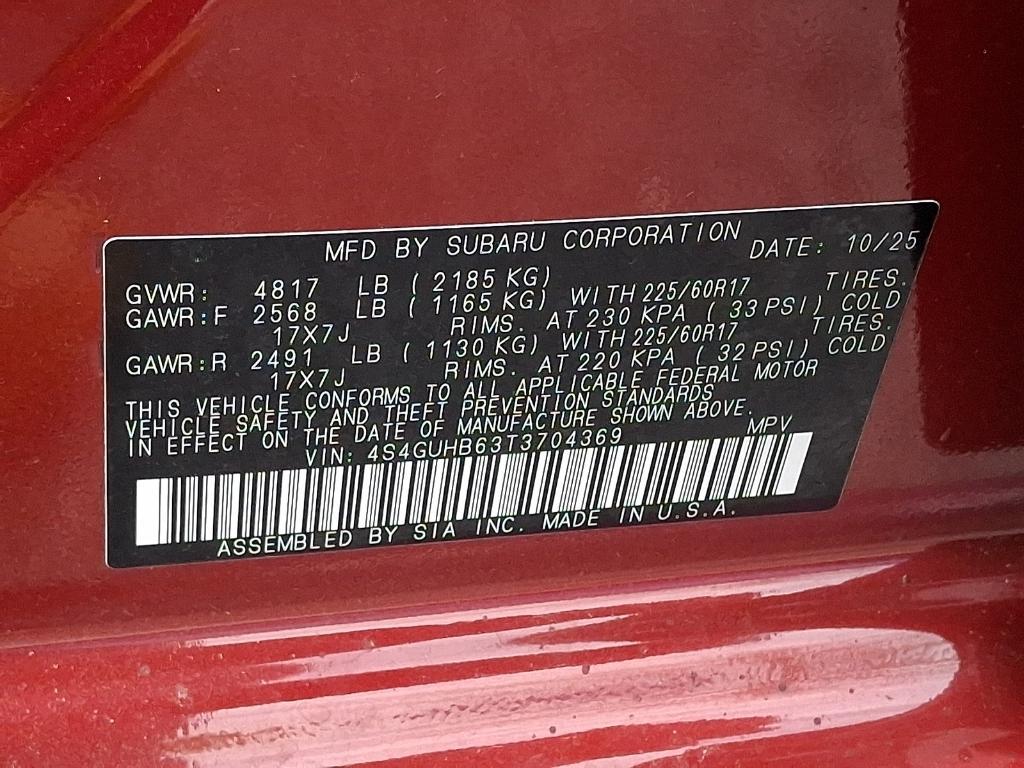 MFD BY SUBARU CORPORATION DATE: 10/25
GVWR: 4817 LB ( 2185 KG)
GAWR:F 2568 LB ( 1165 KG) WITH 225/60R17 TIRES.
17X7J RIMS. AT 230 KPA ( 33 PSI) COLD
GAWR:R 2491 LB ( 1130 KG) WITH 225/60R17 TIRES.
17X7J RIMS. AT 220 KPA ( 32 PSI) COLD
THIS VEHICLE CONFORMS TO ALL APPLICABLE FEDERAL MOTOR
VEHICLE SAFETY AND THEFT PREVENTION STANDARDS
IN EFFECT ON THE DATE OF MANUFACTURE SHOWN ABOVE.
VIN: 4S4GUHB63T3704369 MPV
ASSEMBLED BY SIA INC. MADE IN U.S.A.